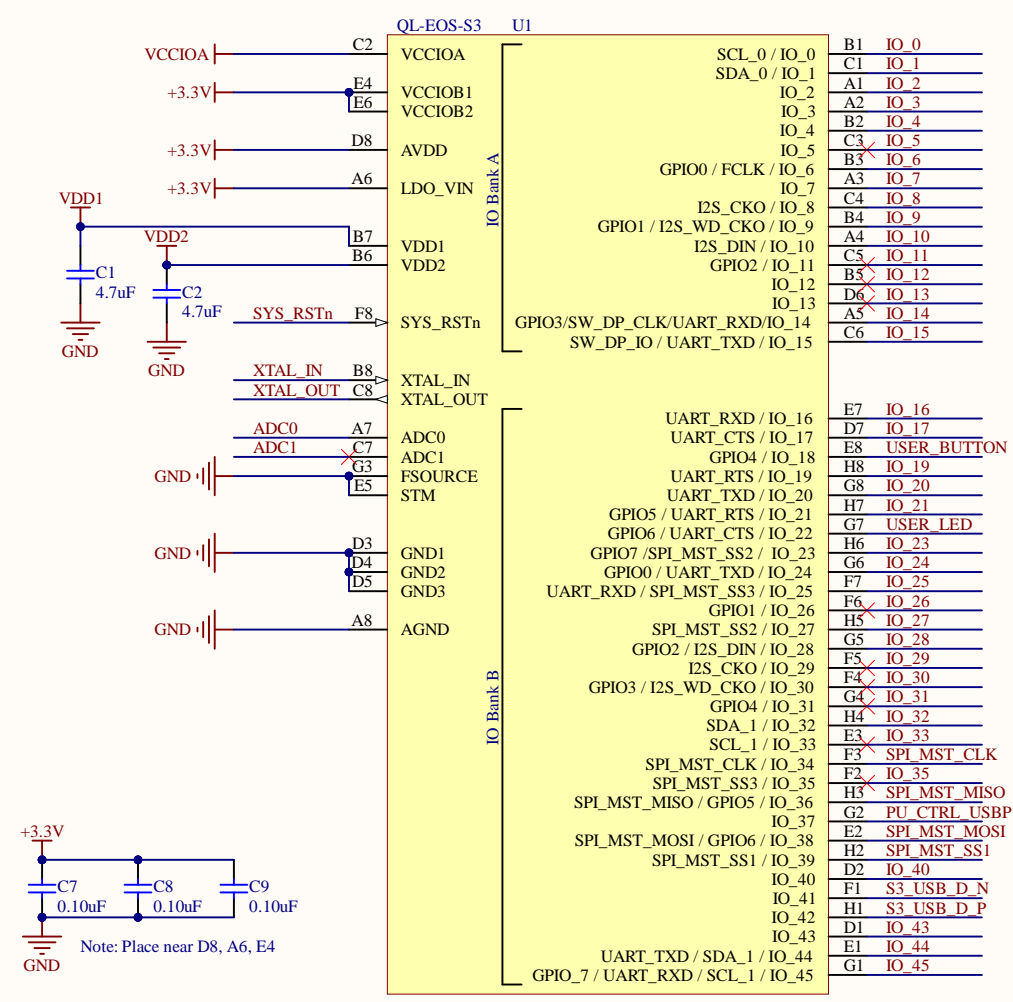 QL-EOS-S3 U1
VCCIOA C2 VCCIOA
+3.3V E4 VCCIOB1
E6 VCCIOB2
+3.3V D8 AVDD
+3.3V A6 LDO_VIN
VDD1
B7 VDD1
VDD2
B6 VDD2
C1
4.7uF
GND
C2
4.7uF
GND
SYS_RSTn F8 SYS_RSTn
XTAL_IN B8 XTAL_IN
XTAL_OUT C8 XTAL_OUT
ADC0 A7 ADC0
ADC1 C7 ADC1
GND G3 FSOURCE
E5 STM
GND D3 GND1
D4 GND2
D5 GND3
GND A8 AGND
IO Bank A
SCL_0 / IO_0 B1 IO_0
SDA_0 / IO_1 C1 IO_1
IO_2 A1 IO_2
IO_3 A2 IO_3
IO_4 B2 IO_4
IO_5 C3 IO_5
GPIO0 / FCLK / IO_6 B3 IO_6
IO_7 A3 IO_7
I2S_CKO / IO_8 C4 IO_8
GPIO1 / I2S_WD_CKO / IO_9 B4 IO_9
I2S_DIN / IO_10 A4 IO_10
GPIO2 / IO_11 C5 IO_11
IO_12 B5 IO_12
IO_13 D6 IO_13
GPIO3/SW_DP_CLK/UART_RXD/IO_14 A5 IO_14
SW_DP_IO / UART_TXD / IO_15 C6 IO_15
IO Bank B
UART_RXD / IO_16 E7 IO_16
UART_CTS / IO_17 D7 IO_17
GPIO4 / IO_18 E8 USER_BUTTON
UART_RTS / IO_19 H8 IO_19
UART_TXD / IO_20 G8 IO_20
GPIO5 / UART_RTS / IO_21 H7 IO_21
GPIO6 / UART_CTS / IO_22 G7 USER_LED
GPIO7 /SPI_MST_SS2 / IO_23 H6 IO_23
GPIO0 / UART_TXD / IO_24 G6 IO_24
UART_RXD / SPI_MST_SS3 / IO_25 F7 IO_25
GPIO1 / IO_26 F6 IO_26
SPI_MST_SS2 / IO_27 H5 IO_27
GPIO2 / I2S_DIN / IO_28 G5 IO_28
I2S_CKO / IO_29 F5 IO_29
GPIO3 / I2S_WD_CKO / IO_30 F4 IO_30
GPIO4 / IO_31 G4 IO_31
SDA_1 / IO_32 H4 IO_32
SCL_1 / IO_33 E3 IO_33
SPI_MST_CLK / IO_34 F3 SPI_MST_CLK
SPI_MST_SS3 / IO_35 F2 IO_35
SPI_MST_MISO / GPIO5 / IO_36 H3 SPI_MST_MISO
IO_37 G2 PU_CTRL_USBP
SPI_MST_MOSI / GPIO6 / IO_38 E2 SPI_MST_MOSI
SPI_MST_SS1 / IO_39 H2 SPI_MST_SS1
IO_40 D2 IO_40
IO_41 F1 S3_USB_D_N
IO_42 H1 S3_USB_D_P
IO_43 D1 IO_43
UART_TXD / SDA_1 / IO_44 E1 IO_44
GPIO_7 / UART_RXD / SCL_1 / IO_45 G1 IO_45
+3.3V
C7 C8 C9
0.10uF 0.10uF 0.10uF
GND
Note: Place near D8, A6, E4